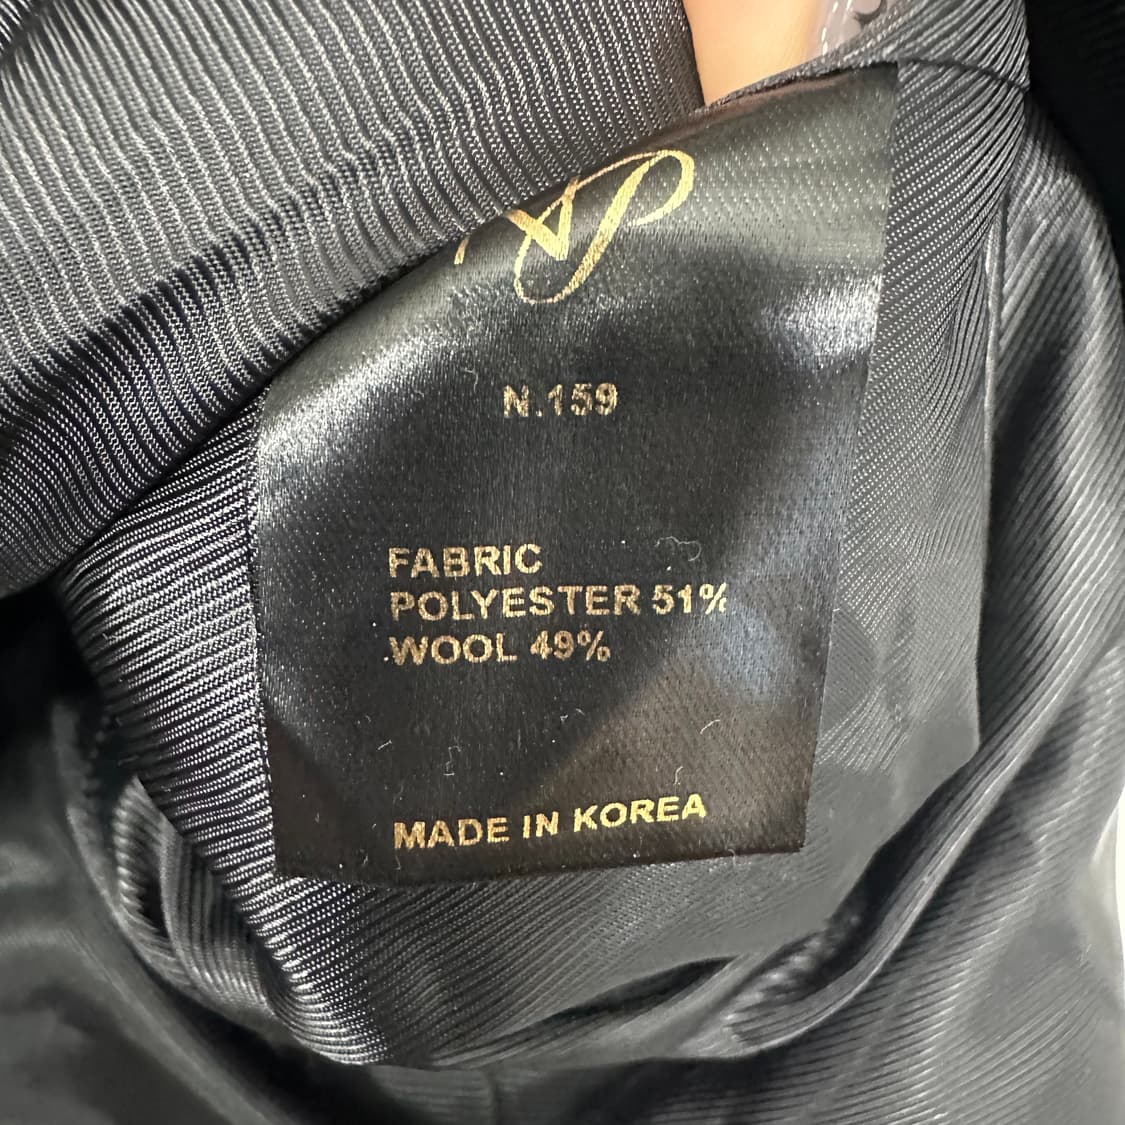 N.159
FABRIC
POLYESTER 51%
WOOL 49%
MADE IN KOREA